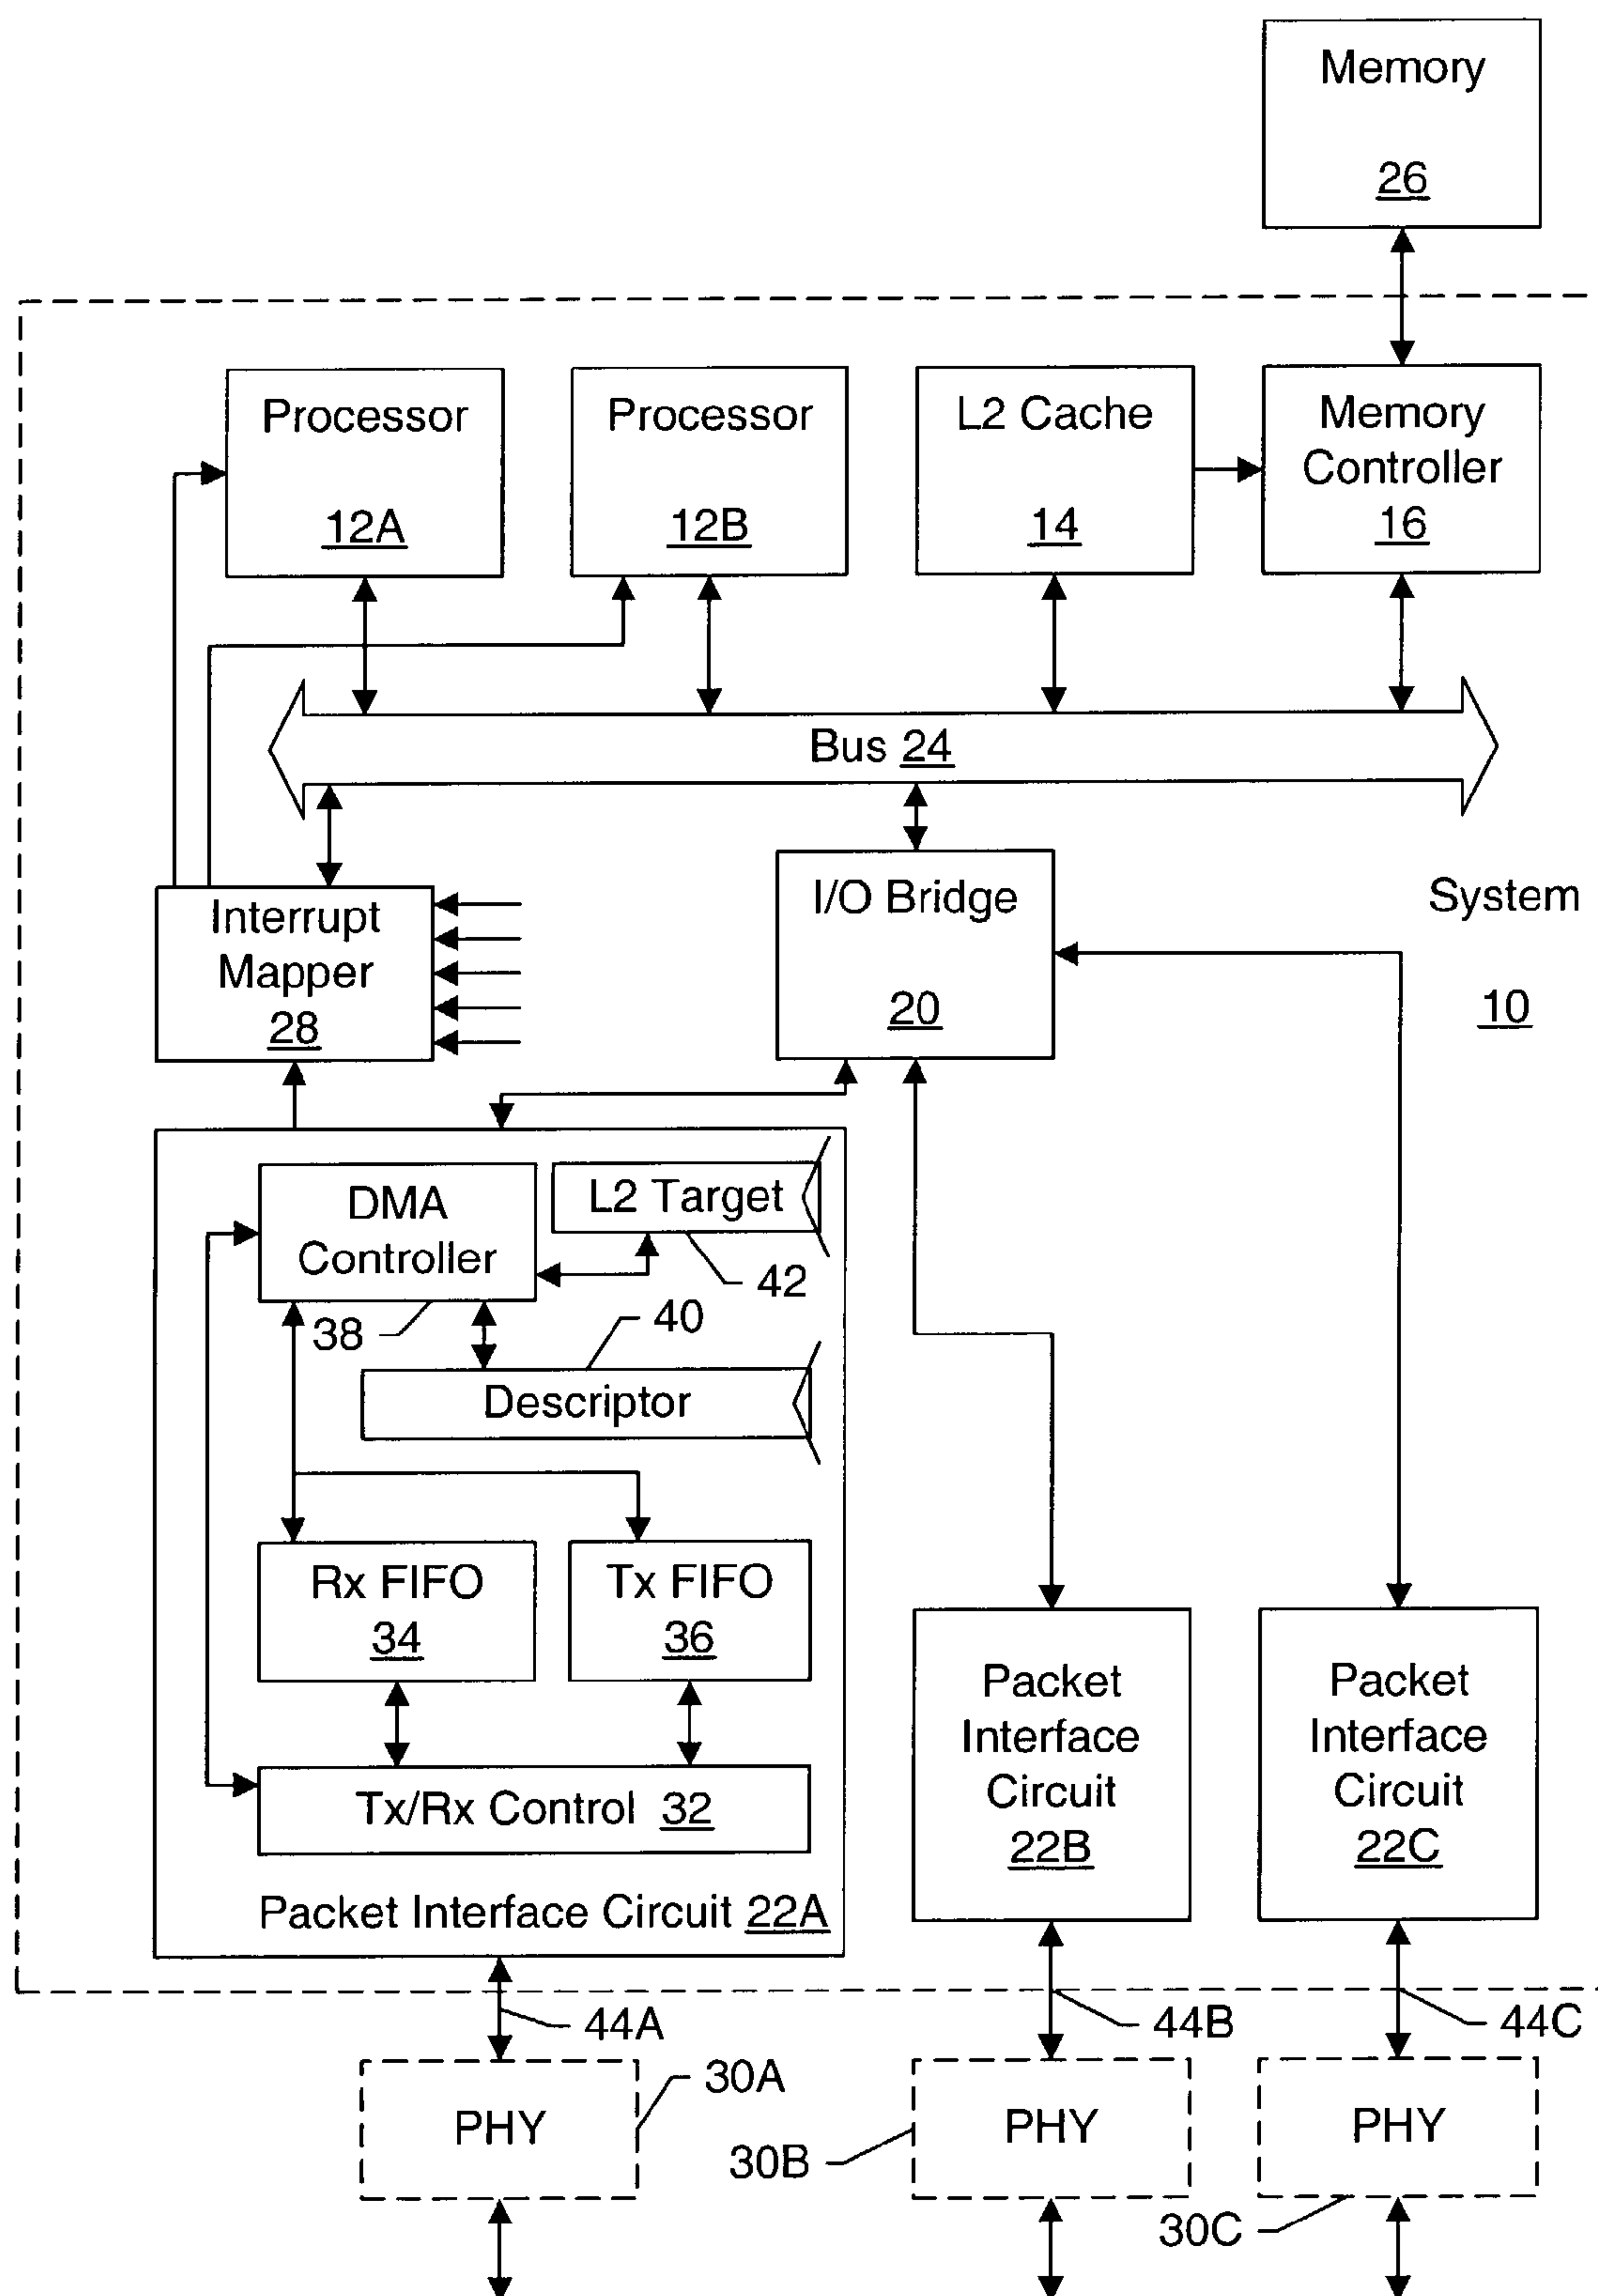 Memory
26
Processor
12A
Processor
12B
L2 Cache
14
Memory
Controller
16
Bus 24
Interrupt
Mapper
28
I/O Bridge
20
System
10
DMA
Controller
38
L2 Target
42
40
Descriptor
Rx FIFO
34
Tx FIFO
36
Tx/Rx Control 32
Packet Interface Circuit 22A
Packet
Interface
Circuit
22B
Packet
Interface
Circuit
22C
44A
44B
44C
PHY
30A
PHY
30B
PHY
30C